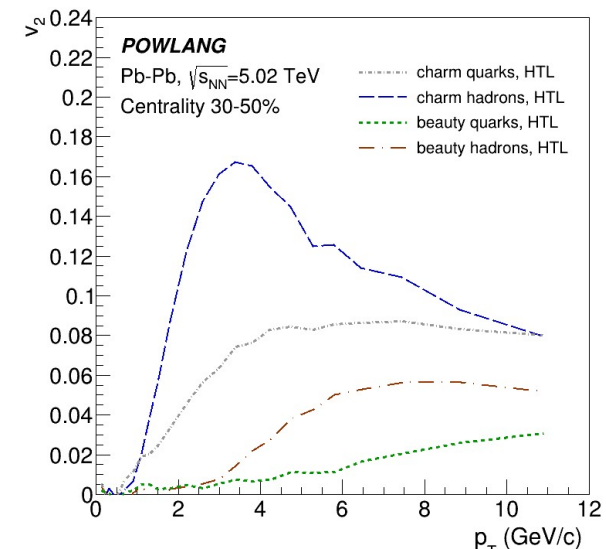 v₂
0.24
0.22
0.2
0.18
0.16
0.14
0.12
0.1
0.08
0.06
0.04
0.02
0
POWLANG
Pb-Pb, √s_NN=5.02 TeV
Centrality 30-50%
charm quarks, HTL
charm hadrons, HTL
beauty quarks, HTL
beauty hadrons, HTL
0 2 4 6 8 10 12
p_T (GeV/c)